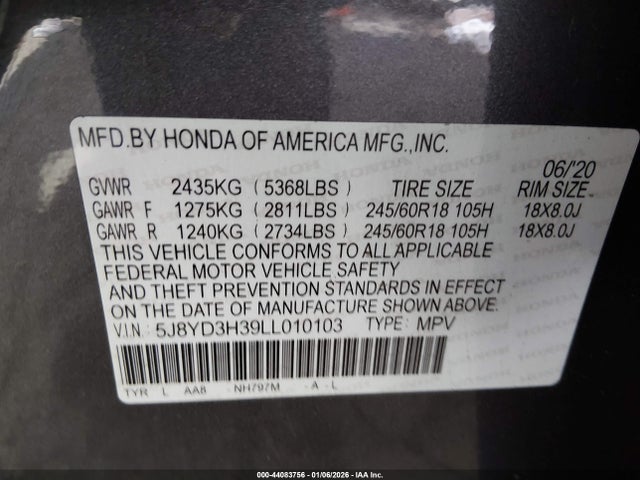 MFD.BY HONDA OF AMERICA MFG.,INC.
06/'20
GVWR 2435KG (5368LBS) TIRE SIZE RIM SIZE
GAWR F 1275KG (2811LBS) 245/60R18 105H 18X8.0J
GAWR R 1240KG (2734LBS) 245/60R18 105H 18X8.0J
THIS VEHICLE CONFORMS TO ALL APPLICABLE
FEDERAL MOTOR VEHICLE SAFETY
AND THEFT PREVENTION STANDARDS IN EFFECT
ON THE DATE OF MANUFACTURE SHOWN ABOVE.
V.I.N.: 5J8YD3H39LL010103 TYPE: MPV
TYR L AA8 - NH797M - A - L
000-44083756 - 01/06/2026 - IAA Inc.